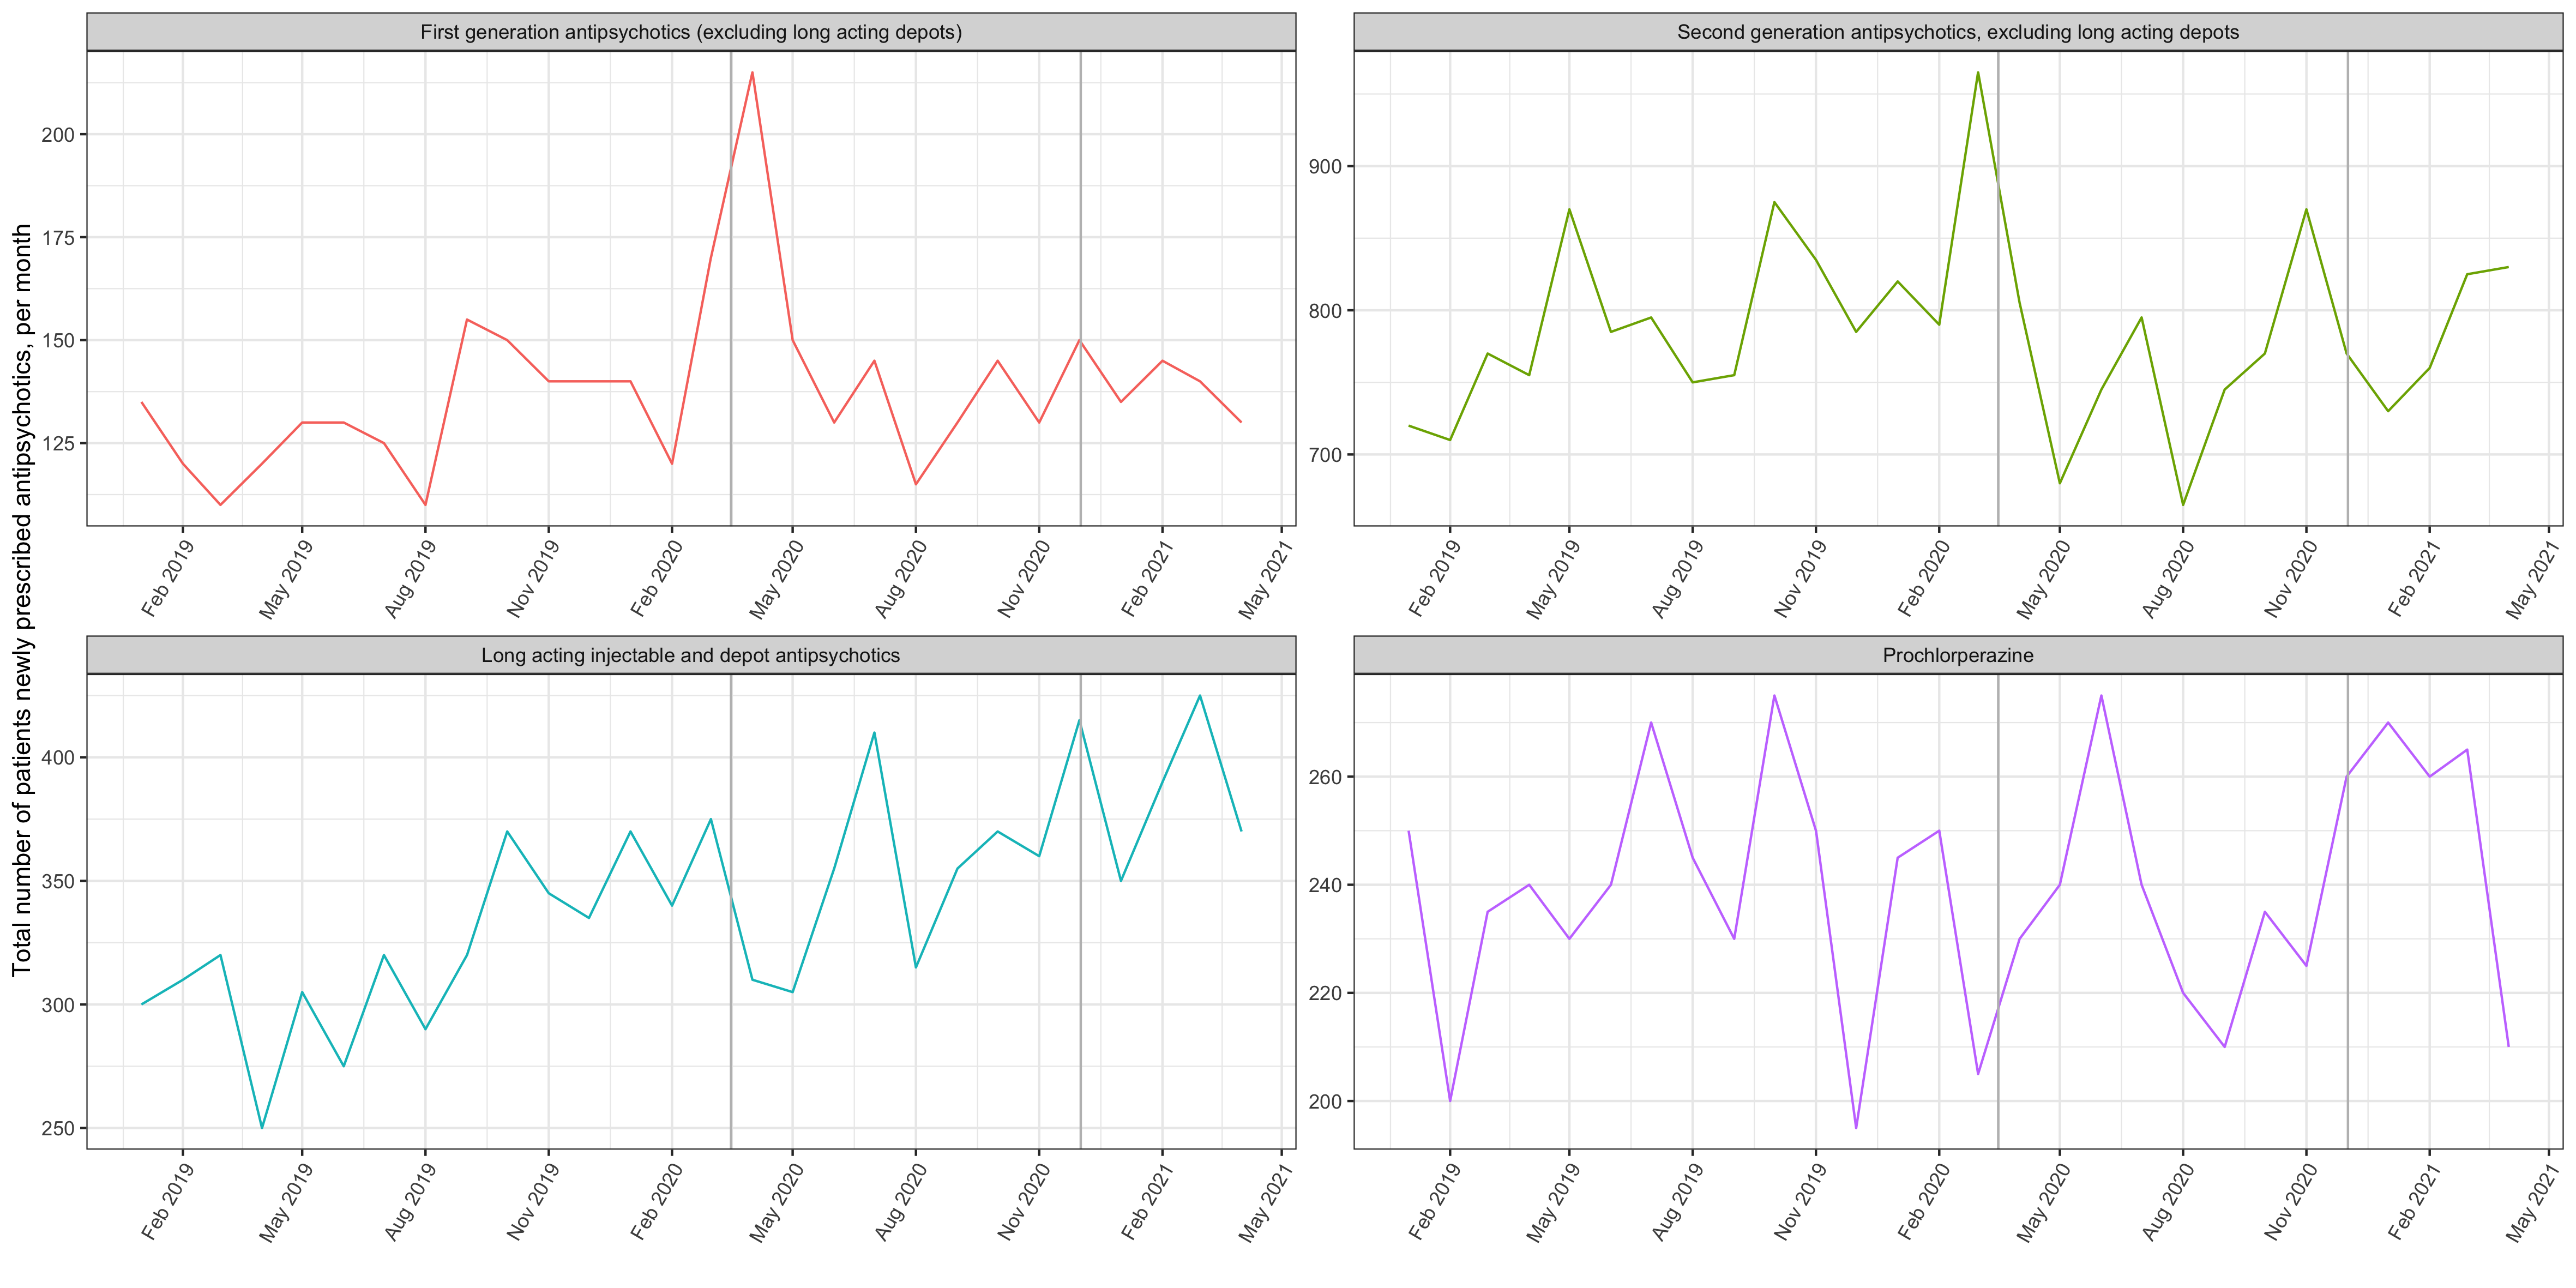 Total number of patients newly prescribed antipsychotics, per month
First generation antipsychotics (excluding long acting depots)
200
175
150
125
Feb 2019
May 2019
Aug 2019
Nov 2019
Feb 2020
May 2020
Aug 2020
Nov 2020
Feb 2021
May 2021
Second generation antipsychotics, excluding long acting depots
900
800
700
Feb 2019
May 2019
Aug 2019
Nov 2019
Feb 2020
May 2020
Aug 2020
Nov 2020
Feb 2021
May 2021
Long acting injectable and depot antipsychotics
400
350
300
250
Feb 2019
May 2019
Aug 2019
Nov 2019
Feb 2020
May 2020
Aug 2020
Nov 2020
Feb 2021
May 2021
Prochlorperazine
260
240
220
200
Feb 2019
May 2019
Aug 2019
Nov 2019
Feb 2020
May 2020
Aug 2020
Nov 2020
Feb 2021
May 2021